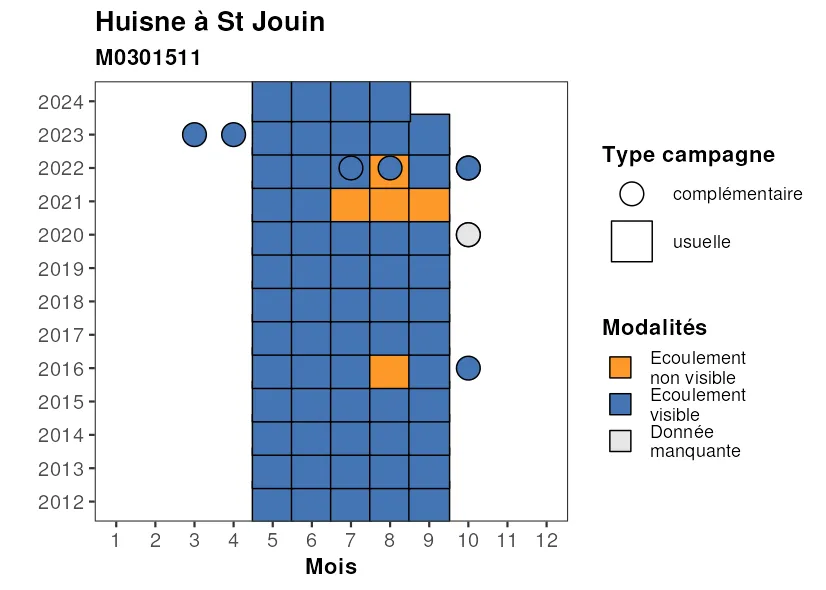 Huisne à St Jouin
M0301511
2024
2023
2022
2021
2020
2019
2018
2017
2016
2015
2014
2013
2012
1 2 3 4 5 6 7 8 9 10 11 12
Mois
Type campagne
complémentaire
usuelle
Modalités
Ecoulement
non visible
Ecoulement
visible
Donnée
manquante